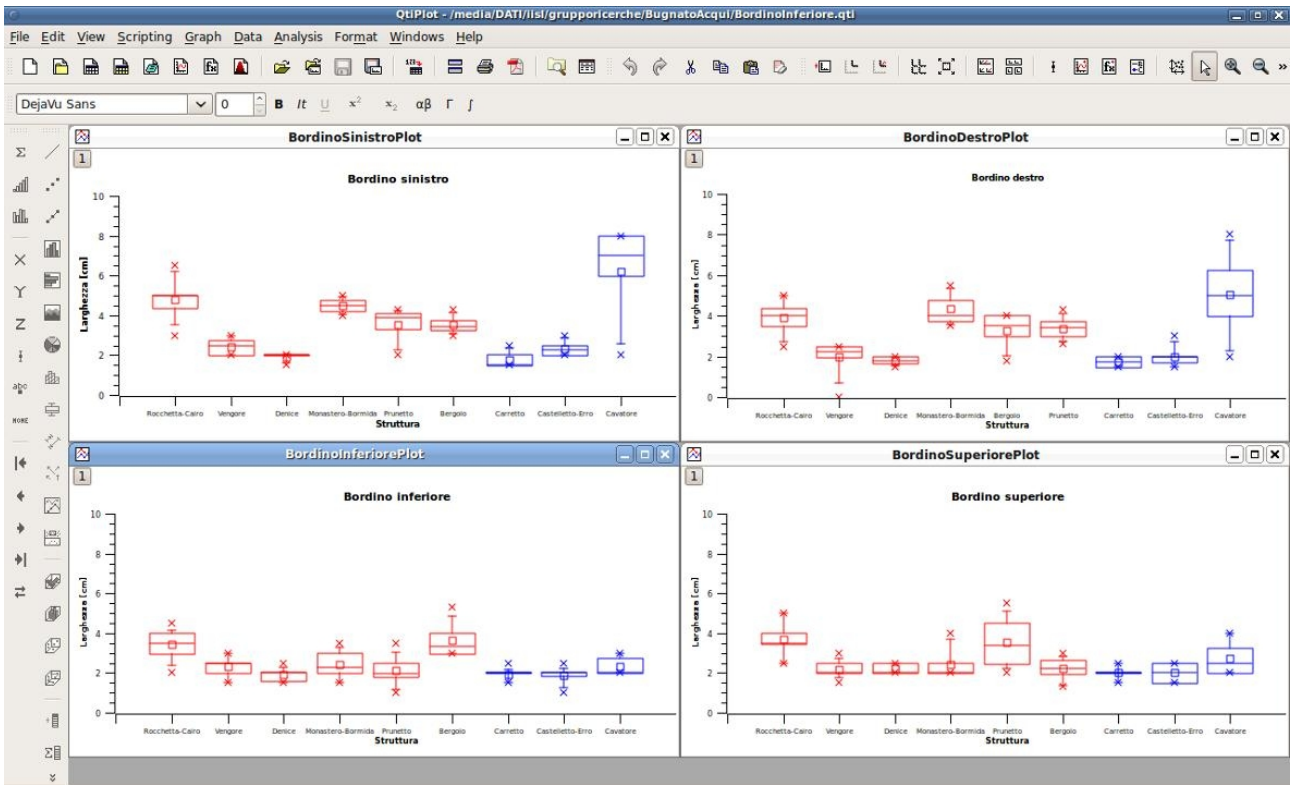 QtiPlot - /media/DATI/iisl/grupporicerche/BugnatoAcqui/BordinoInferiore.qti
File Edit View Scripting Graph Data Analysis Format Windows Help
DejaVu Sans 0 B It U x² x₂ αβ Γ ∫
BordinoSinistroPlot
1
Bordino sinistro
Larghezza [cm]
10
8
6
4
2
0
Rocchetta-Cairo Vengore Denice Monastero-Bormida Prunetto Bergolo Carretto Castelletto-Erro Cavatore
Struttura
BordinoDestroPlot
1
Bordino destro
Larghezza [cm]
10
8
6
4
2
0
Rocchetta-Cairo Vengore Denice Monastero-Bormida Bergolo Prunetto Carretto Castelletto-Erro Cavatore
Struttura
BordinoInferiorePlot
1
Bordino inferiore
Larghezza [cm]
10
8
6
4
2
0
Rocchetta-Cairo Vengore Denice Monastero-Bormida Prunetto Bergolo Carretto Castelletto-Erro Cavatore
Struttura
BordinoSuperiorePlot
1
Bordino superiore
Larghezza [cm]
10
8
6
4
2
0
Rocchetta-Cairo Vengore Denice Monastero-Bormida Prunetto Bergolo Carretto Castelletto-Erro Cavatore
Struttura
Σ
X
Y
Z
abc
NONE
Σ